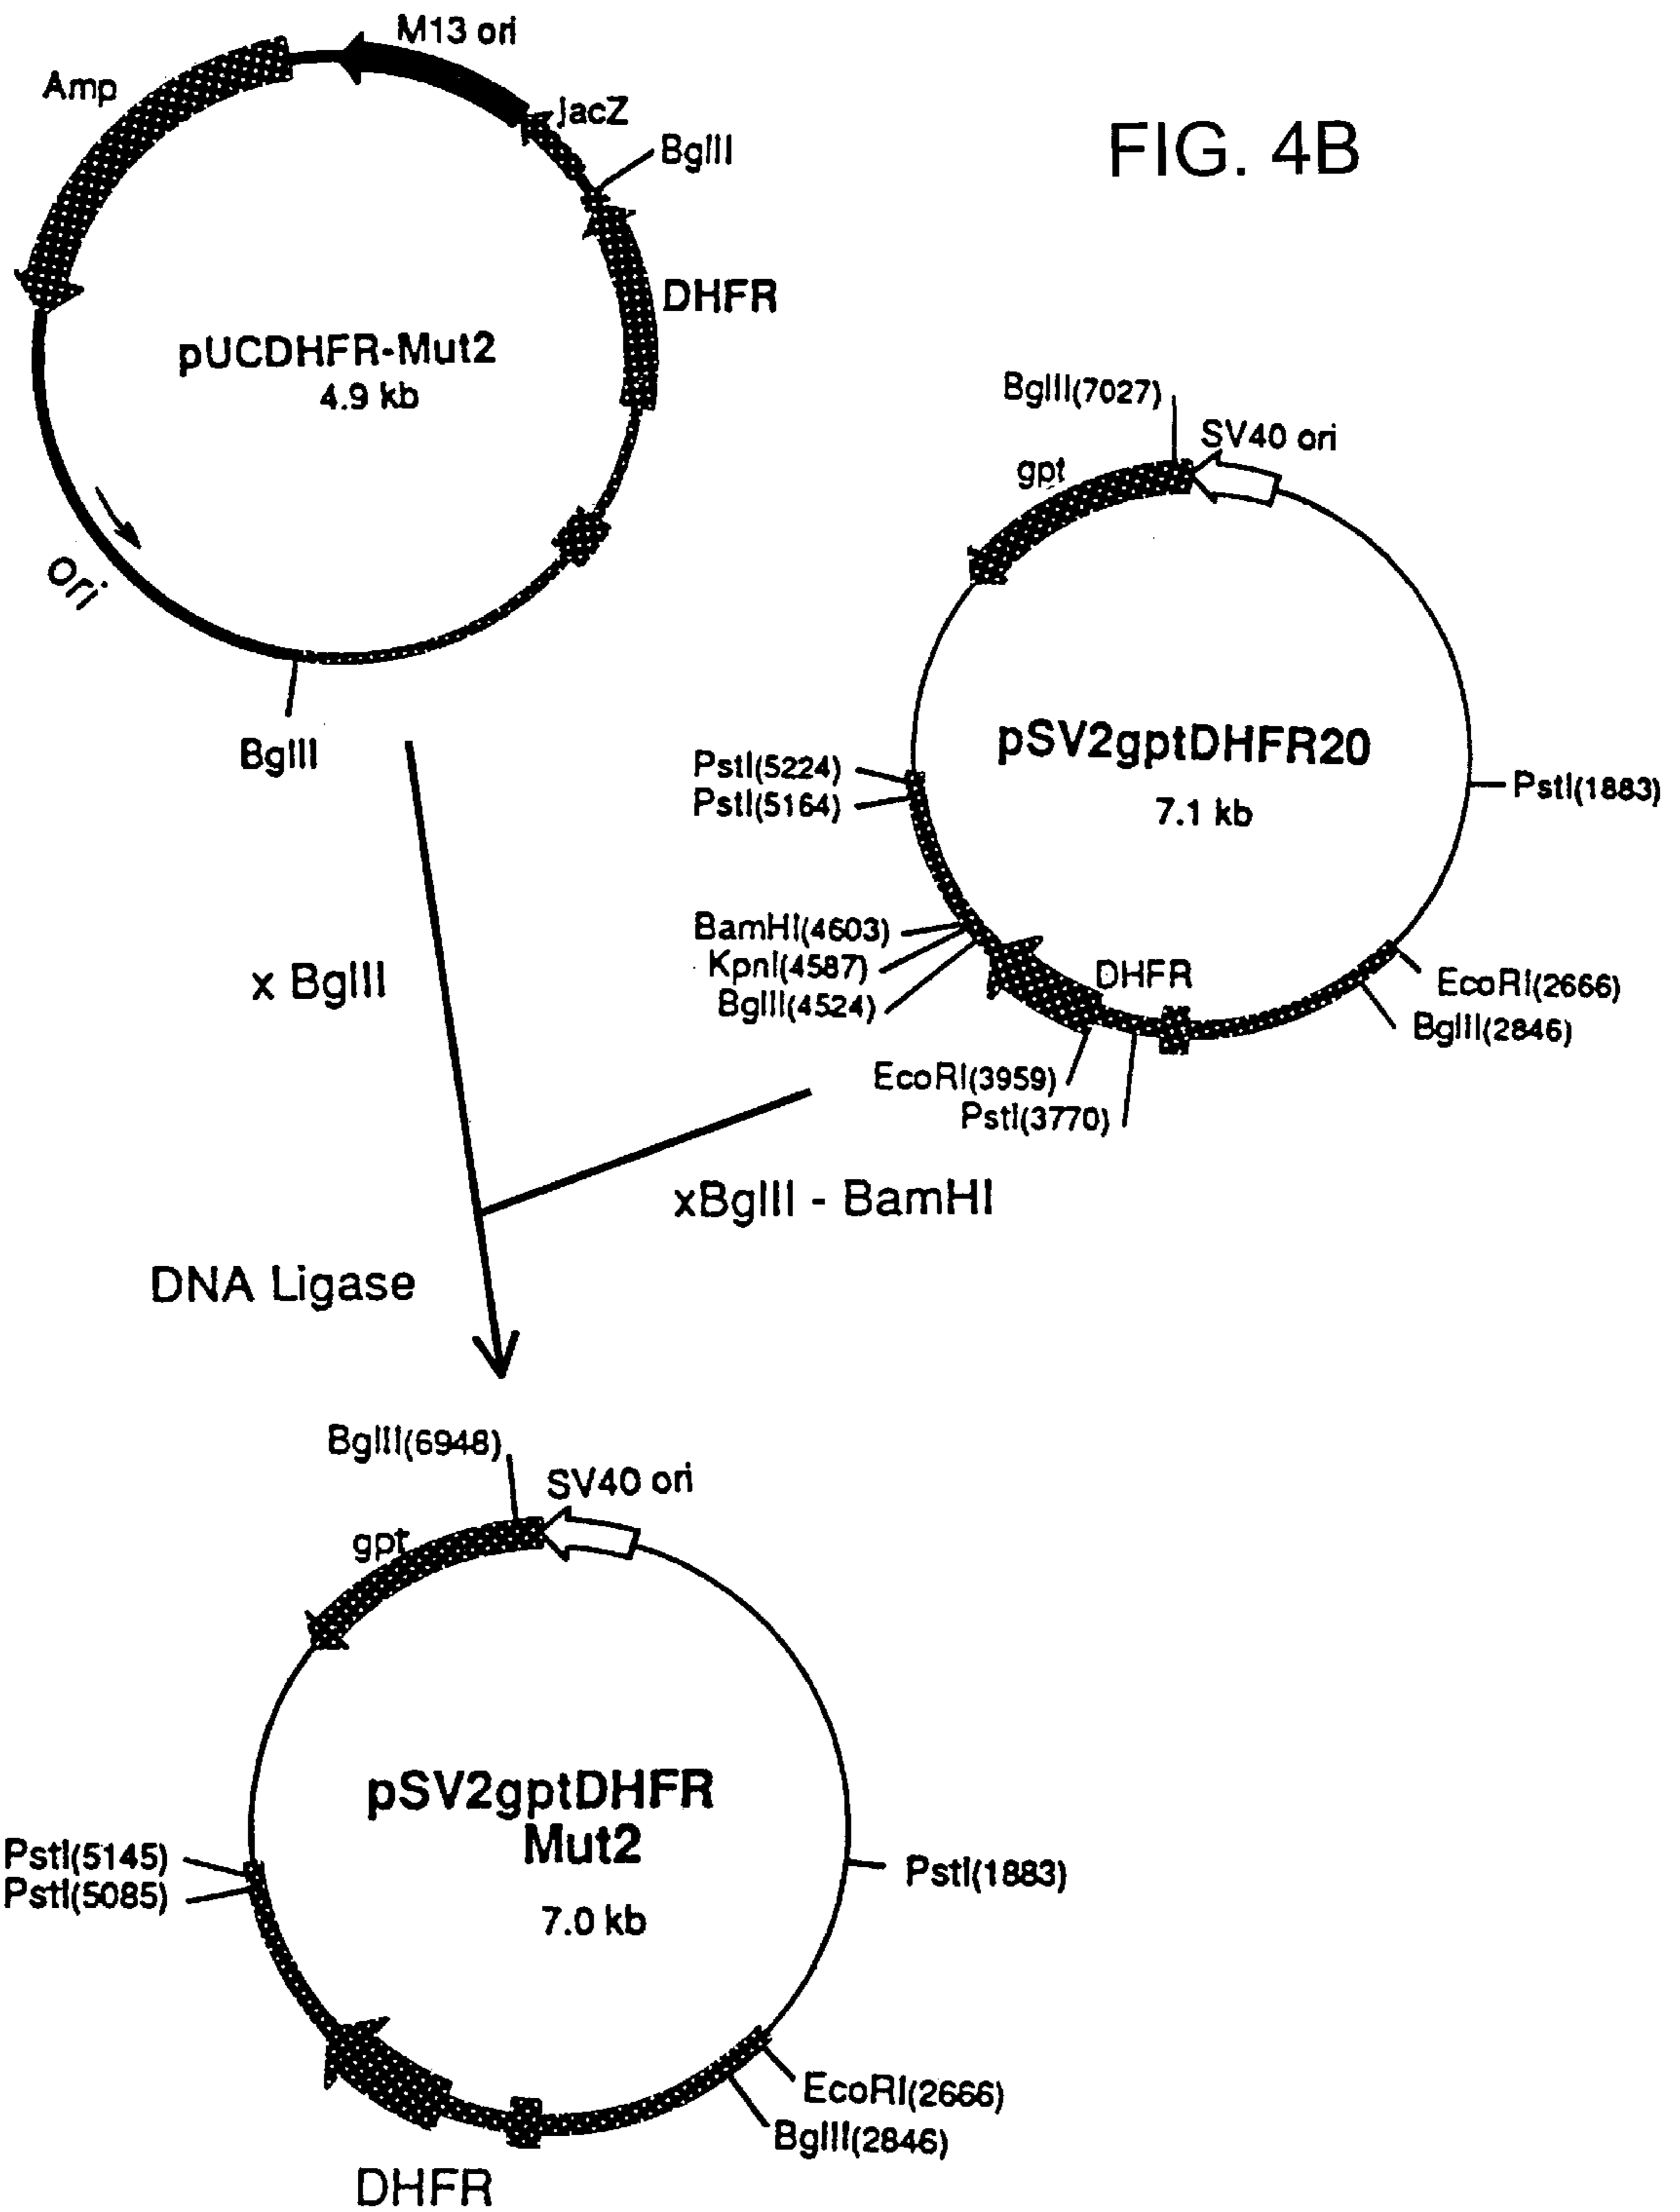 FIG. 4B
M13 ori
Amp
lacZ
BglII
DHFR
pUCDHFR-Mut2
4.9 kb
ori
BglII
BglII(7027)
SV40 ori
gpt
pSV2gptDHFR20
7.1 kb
PstI(5224)
PstI(5164)
PstI(1883)
BamHI(4603)
KpnI(4587)
BglII(4524)
DHFR
EcoRI(2666)
BglII(2846)
EcoRI(3959)
PstI(3770)
x BglII
xBglII - BamHI
DNA Ligase
BglII(6948)
SV40 ori
gpt
pSV2gptDHFR
Mut2
7.0 kb
PstI(5145)
PstI(5085)
PstI(1883)
EcoRI(2666)
BglII(2846)
DHFR